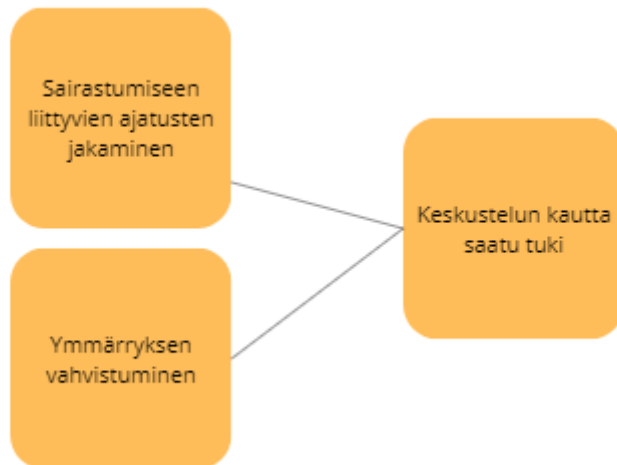 Sairastumiseen
liittyvien ajatusten
jakaminen
Keskustelun kautta
saatu tuki
Ymmärryksen
vahvistuminen